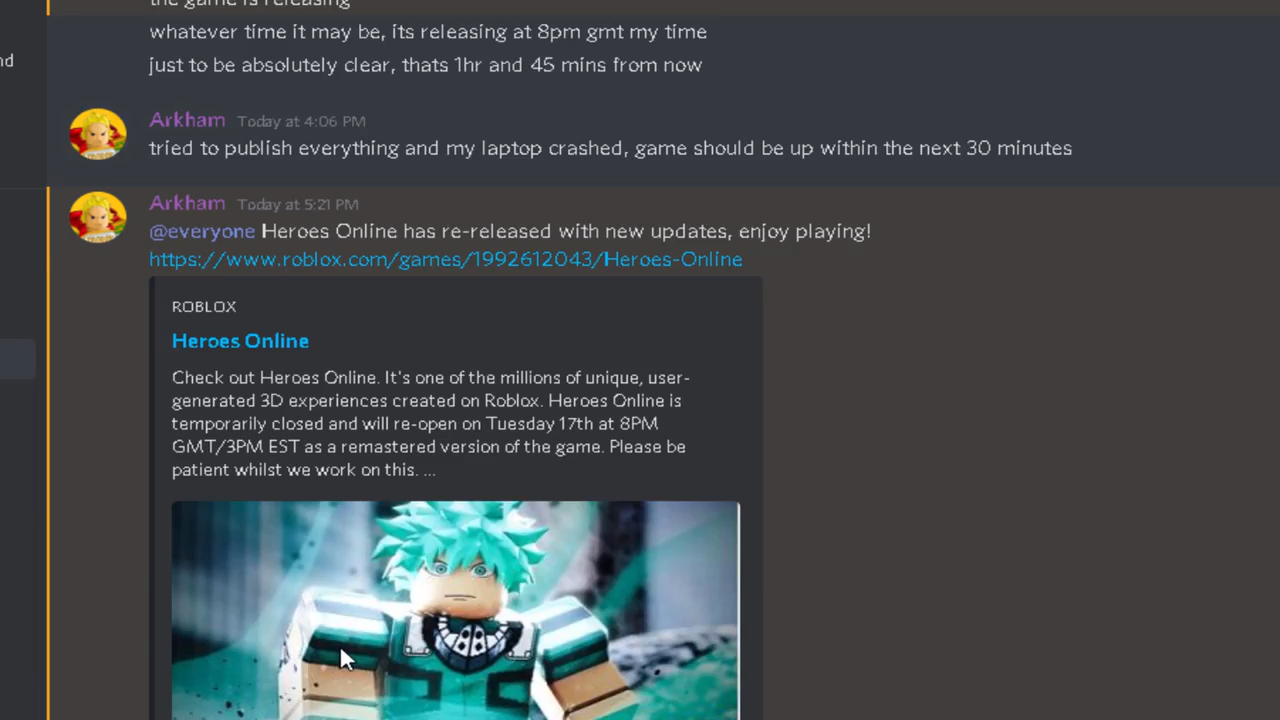 the game is releasing
whatever time it may be, its releasing at 8pm gmt my time
just to be absolutely clear, thats 1hr and 45 mins from now
nd
Arkham Today at 4:06 PM
tried to publish everything and my laptop crashed, game should be up within the next 30 minutes
Arkham Today at 5:21 PM
@everyone Heroes Online has re-released with new updates, enjoy playing!
https://www.roblox.com/games/1992612043/Heroes-Online
ROBLOX
Heroes Online
Check out Heroes Online. It's one of the millions of unique, user-
generated 3D experiences created on Roblox. Heroes Online is
temporarily closed and will re-open on Tuesday 17th at 8PM
GMT/3PM EST as a remastered version of the game. Please be
patient whilst we work on this. ...